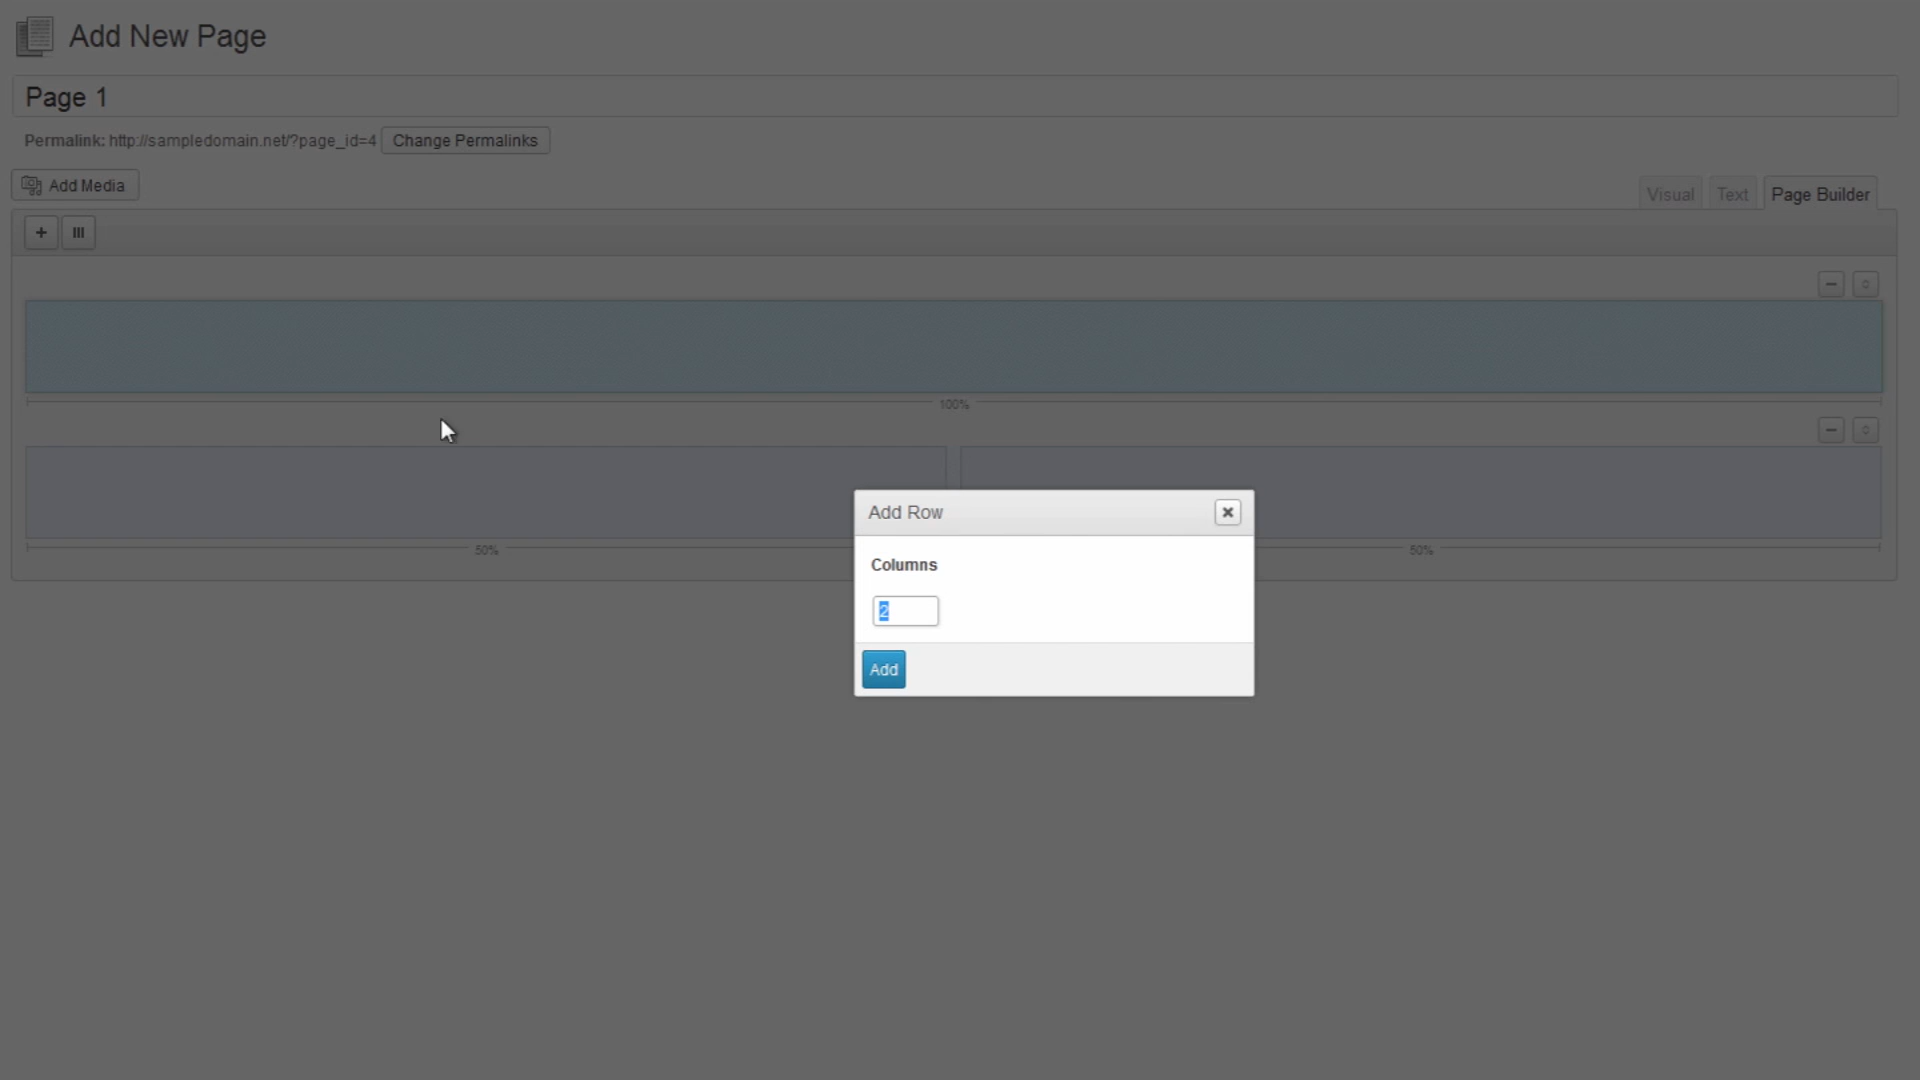 Add New Page
Page 1
Permalink: http://sampledomain.net/?page_id=4 Change Permalinks
Add Media
Visual Text Page Builder
100%
50% 50%
Add Row
Columns
2
Add